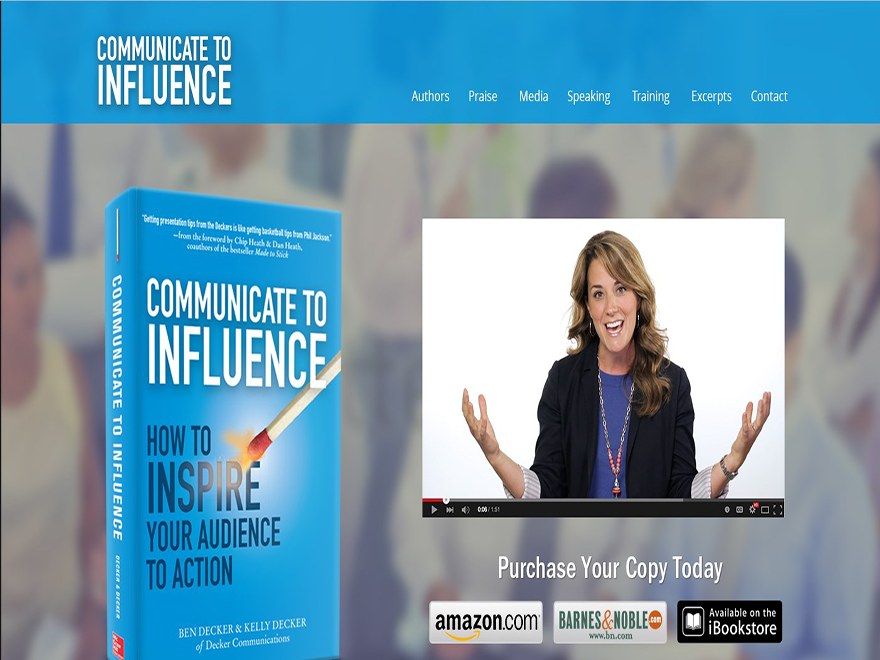 COMMUNICATE TO
INFLUENCE
Authors Praise Media Speaking Training Excerpts Contact
"Getting presentation tips from the Deckers is like getting basketball tips from Phil Jackson."
—from the foreword by Chip Heath & Dan Heath,
coauthors of the bestseller Made to Stick
COMMUNICATE TO
INFLUENCE
HOW TO
INSPIRE
YOUR AUDIENCE
TO ACTION
BEN DECKER & KELLY DECKER
of Decker Communications
COMMUNICATE TO INFLUENCE
DECKER & DECKER
0:06 / 1:51
Purchase Your Copy Today
amazon.com
BARNES&NOBLE.com
www.bn.com
Available on the
iBookstore